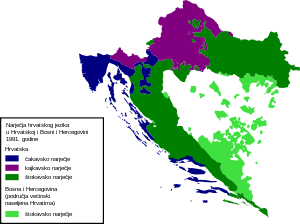 Narječja hrvatskog jezika
u Hrvatskoj i Bosni i Hercegovini
1991. godine
Hrvatska
čakavsko narječje
kajkavsko narječje
štokavsko narječje
Bosna i Hercegovina
(područja većinski
naseljena Hrvatima)
štokavsko narječje